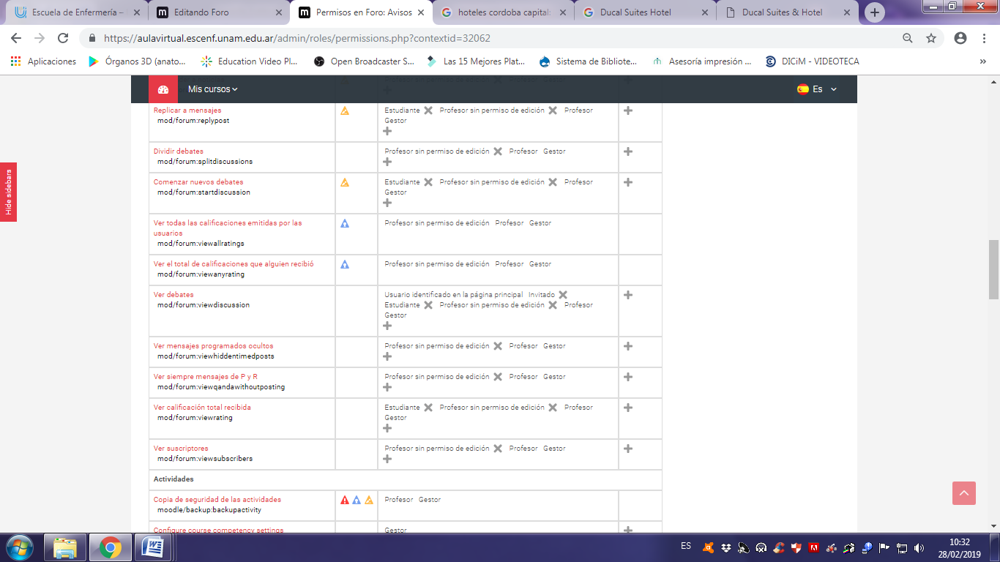 Escuela de Enfermería –
Editando Foro
Permisos en Foro: Avisos
hoteles cordoba capital
Ducal Suites Hotel
Ducal Suites & Hotel
https://aulavirtual.escenf.unam.edu.ar/admin/roles/permissions.php?contextid=32062
Aplicaciones
Órganos 3D (anato...
Education Video Pl...
Open Broadcaster S...
Las 15 Mejores Plat...
Sistema de Bibliote...
Asesoría impresión ...
DICiM - VIDEOTECA
»
Mis cursos
Es
Hide sidebars
Replicar a mensajes
mod/forum:replypost
Estudiante Profesor sin permiso de edición Profesor
Gestor
Dividir debates
mod/forum:splitdiscussions
Profesor sin permiso de edición Profesor Gestor
Comenzar nuevos debates
mod/forum:startdiscussion
Estudiante Profesor sin permiso de edición Profesor
Gestor
Ver todas las calificaciones emitidas por las
usuarios
mod/forum:viewallratings
Profesor sin permiso de edición Profesor Gestor
Ver el total de calificaciones que alguien recibió
mod/forum:viewanyrating
Profesor sin permiso de edición Profesor Gestor
Ver debates
mod/forum:viewdiscussion
Usuario identificado en la página principal Invitado
Estudiante Profesor sin permiso de edición Profesor
Gestor
Ver mensajes programados ocultos
mod/forum:viewhiddentimedposts
Profesor sin permiso de edición Profesor Gestor
Ver siempre mensajes de P y R
mod/forum:viewqandawithoutposting
Profesor sin permiso de edición Profesor Gestor
Ver calificación total recibida
mod/forum:viewrating
Estudiante Profesor sin permiso de edición Profesor
Gestor
Ver suscriptores
mod/forum:viewsubscribers
Profesor sin permiso de edición Profesor Gestor
Actividades
Copia de seguridad de las actividades
moodle/backup:backupactivity
Profesor Gestor
Configure course competency settings
Gestor
ES
10:32
28/02/2019